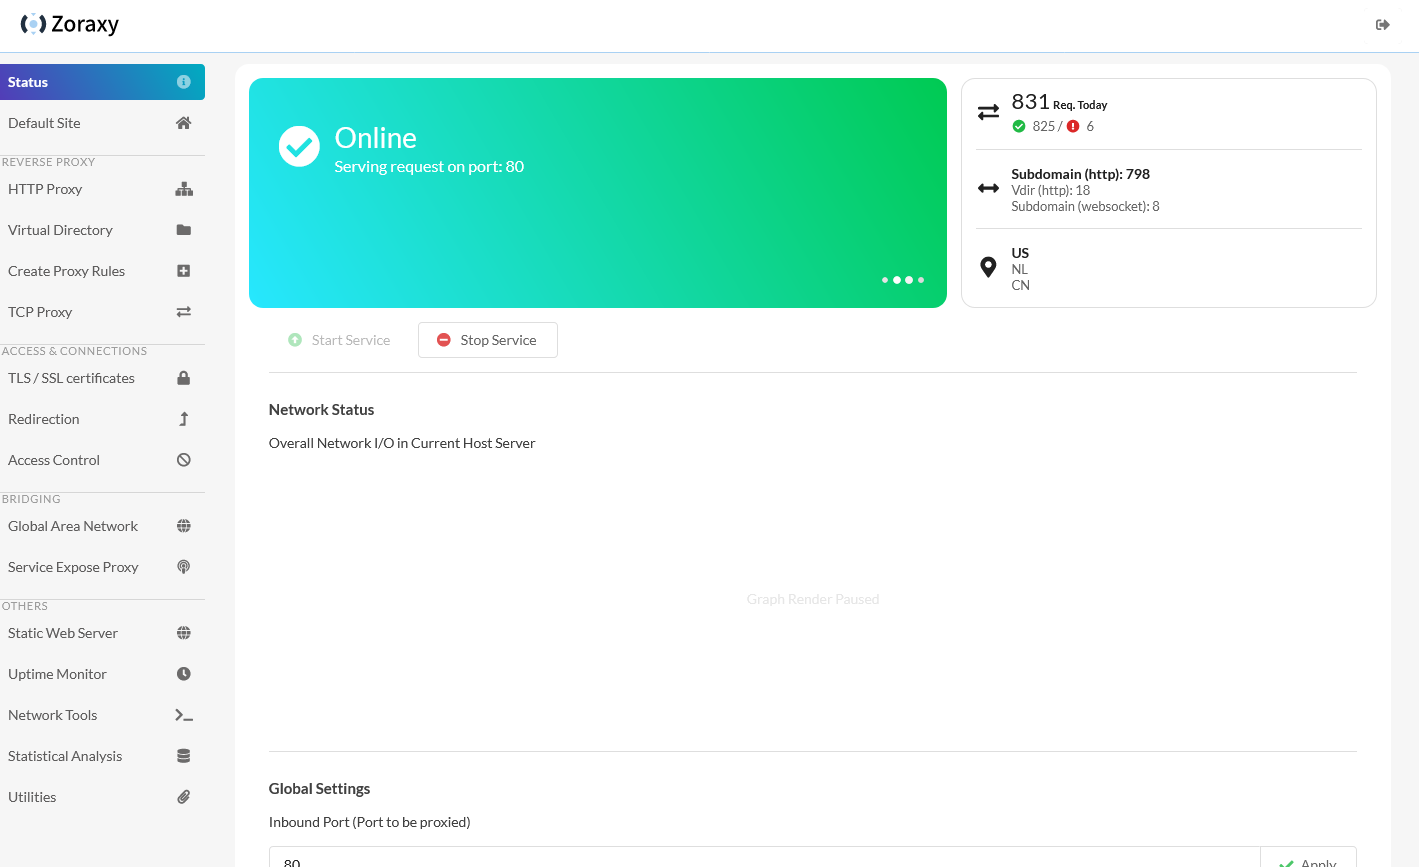 Zoraxy
Status
Default Site
REVERSE PROXY
HTTP Proxy
Virtual Directory
Create Proxy Rules
TCP Proxy
ACCESS & CONNECTIONS
TLS / SSL certificates
Redirection
Access Control
BRIDGING
Global Area Network
Service Expose Proxy
OTHERS
Static Web Server
Uptime Monitor
Network Tools
Statistical Analysis
Utilities
Online
Serving request on port: 80
831 Req. Today
825 / 6
Subdomain (http): 798
Vdir (http): 18
Subdomain (websocket): 8
US
NL
CN
Start Service
Stop Service
Network Status
Overall Network I/O in Current Host Server
Graph Render Paused
Global Settings
Inbound Port (Port to be proxied)
80
Apply